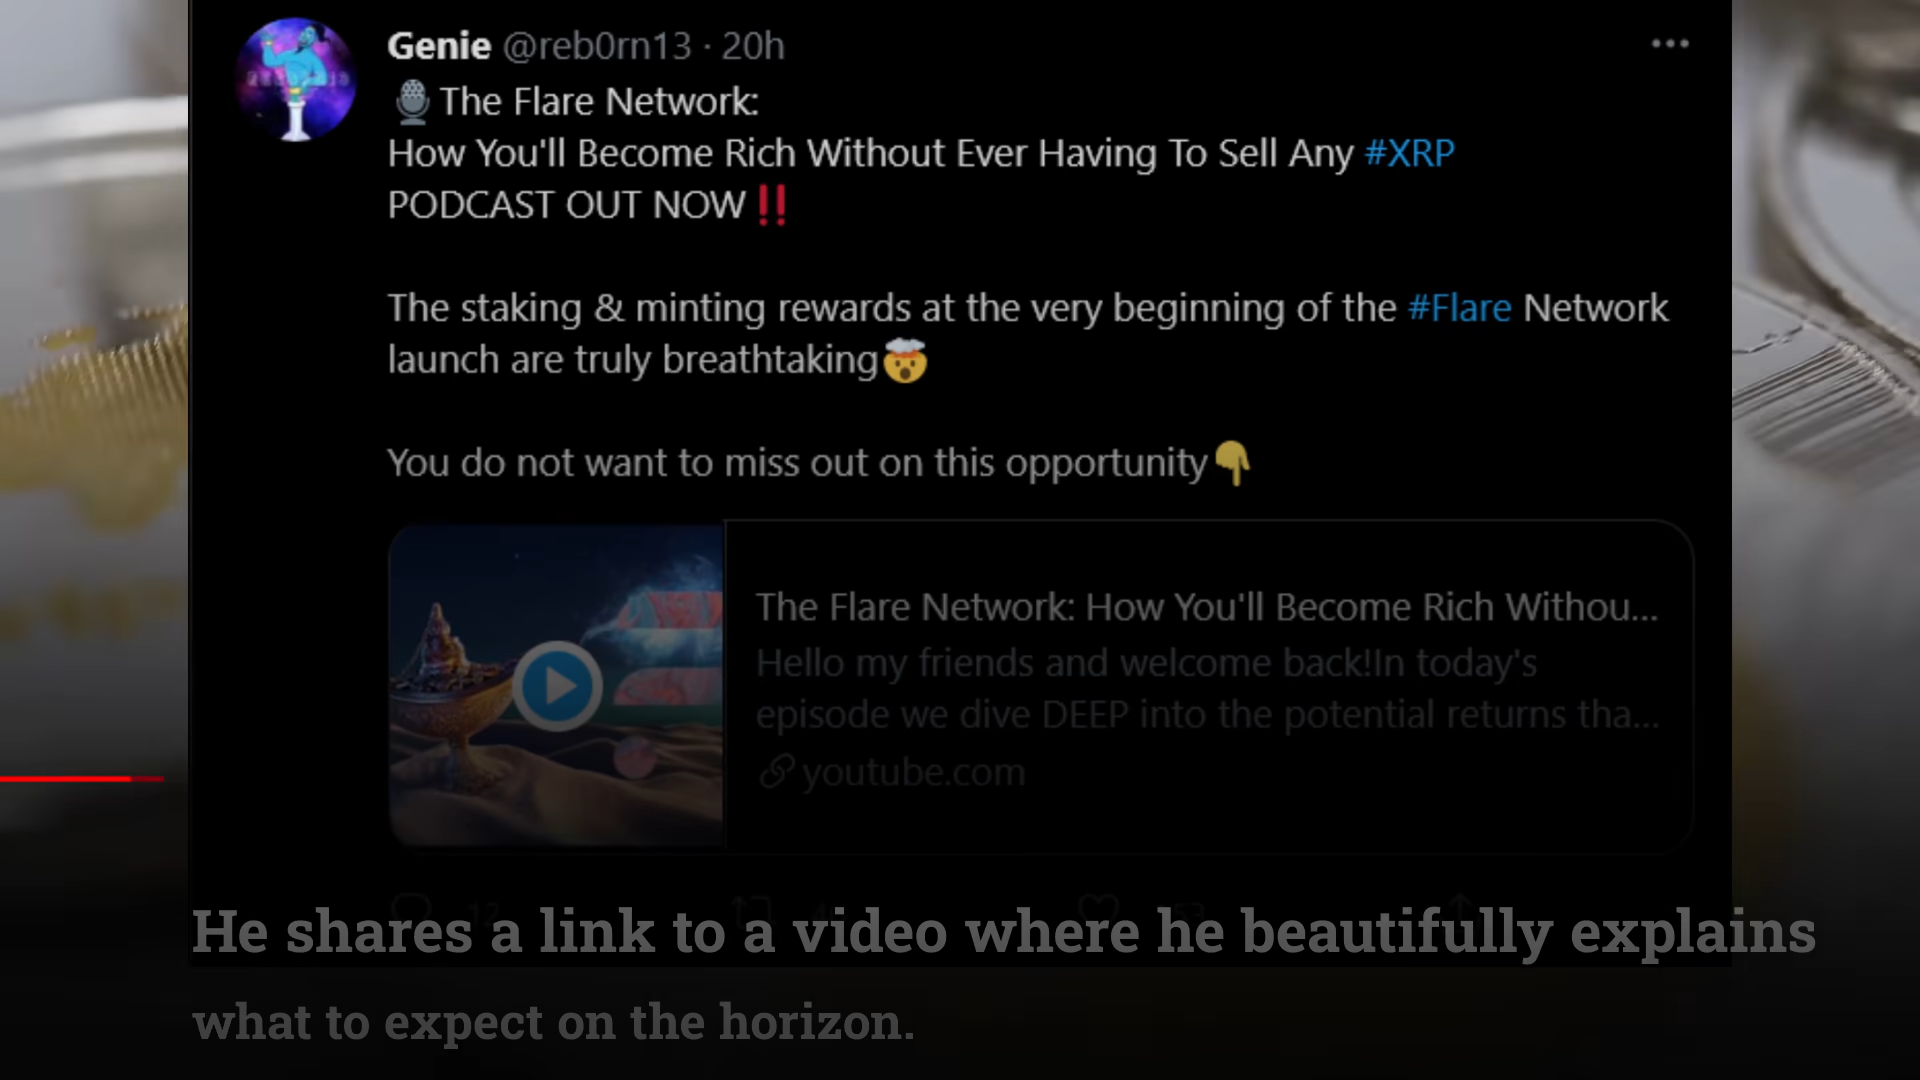 Genie @reb0rn13 · 20h
The Flare Network:
How You'll Become Rich Without Ever Having To Sell Any #XRP
PODCAST OUT NOW‼️
The staking & minting rewards at the very beginning of the #Flare Network
launch are truly breathtaking🤯
You do not want to miss out on this opportunity👇
The Flare Network: How You'll Become Rich Withou...
Hello my friends and welcome back!In today's
episode we dive DEEP into the potential returns tha...
youtube.com
He shares a link to a video where he beautifully explains
what to expect on the horizon.